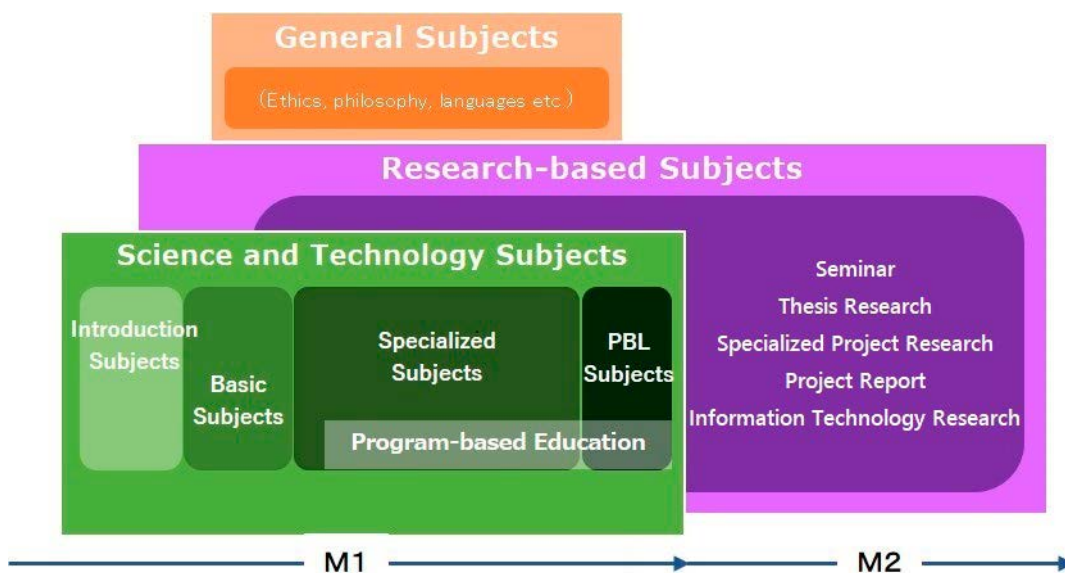 General Subjects
(Ethics, philosophy, languages etc.)
Research-based Subjects
Science and Technology Subjects
Introduction
Subjects
Basic
Subjects
Specialized
Subjects
PBL
Subjects
Program-based Education
Seminar
Thesis Research
Specialized Project Research
Project Report
Information Technology Research
M1
M2